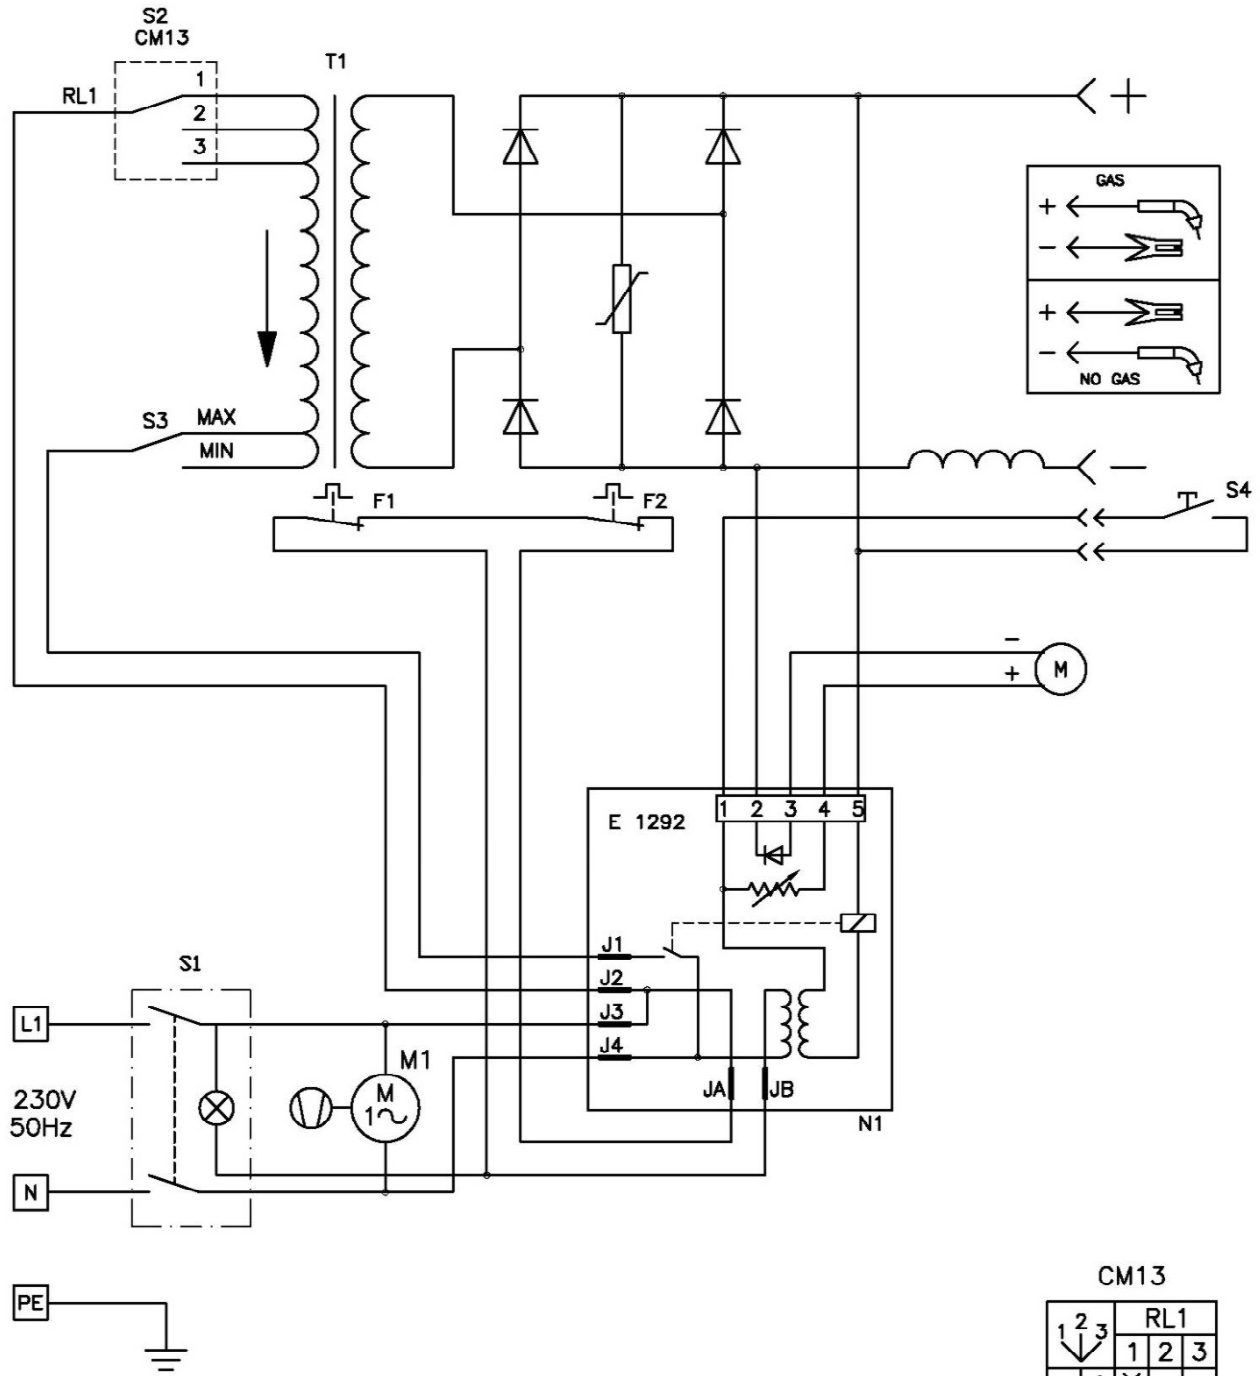 S2
CM13
T1
RL1
1
2
3
+
GAS
+
−
+
−
NO GAS
S3
MAX
MIN
−
F1
F2
S4
−
+
M
1 2 3 4 5
E 1292
J1
J2
J3
J4
JA
JB
N1
S1
L1
M1
M
1~
230V
50Hz
N
PE
CM13
1 2 3
RL1
1 2 3